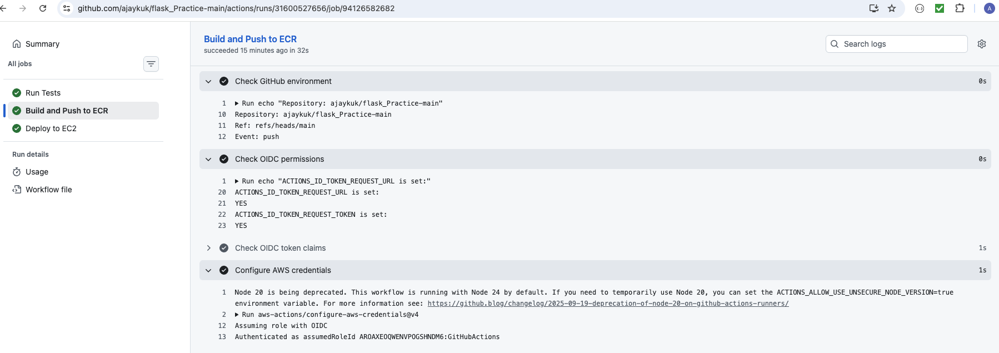 github.com/ajaykuk/flask_Practice-main/actions/runs/31600527656/job/94126582682
A
Summary
All jobs
Run Tests
Build and Push to ECR
Deploy to EC2
Run details
Usage
Workflow file
Build and Push to ECR
succeeded 15 minutes ago in 32s
Search logs
Check GitHub environment 0s
1 Run echo "Repository: ajaykuk/flask_Practice-main"
10 Repository: ajaykuk/flask_Practice-main
11 Ref: refs/heads/main
12 Event: push
Check OIDC permissions 0s
1 Run echo "ACTIONS_ID_TOKEN_REQUEST_URL is set:"
20 ACTIONS_ID_TOKEN_REQUEST_URL is set:
21 YES
22 ACTIONS_ID_TOKEN_REQUEST_TOKEN is set:
23 YES
Check OIDC token claims 1s
Configure AWS credentials 1s
1 Node 20 is being deprecated. This workflow is running with Node 24 by default. If you need to temporarily use Node 20, you can set the ACTIONS_ALLOW_USE_UNSECURE_NODE_VERSION=true
environment variable. For more information see: https://github.blog/changelog/2025-09-19-deprecation-of-node-20-on-github-actions-runners/
2 Run aws-actions/configure-aws-credentials@v4
12 Assuming role with OIDC
13 Authenticated as assumedRoleId AROAXEOQWENVPOGSHNDM6:GitHubActions